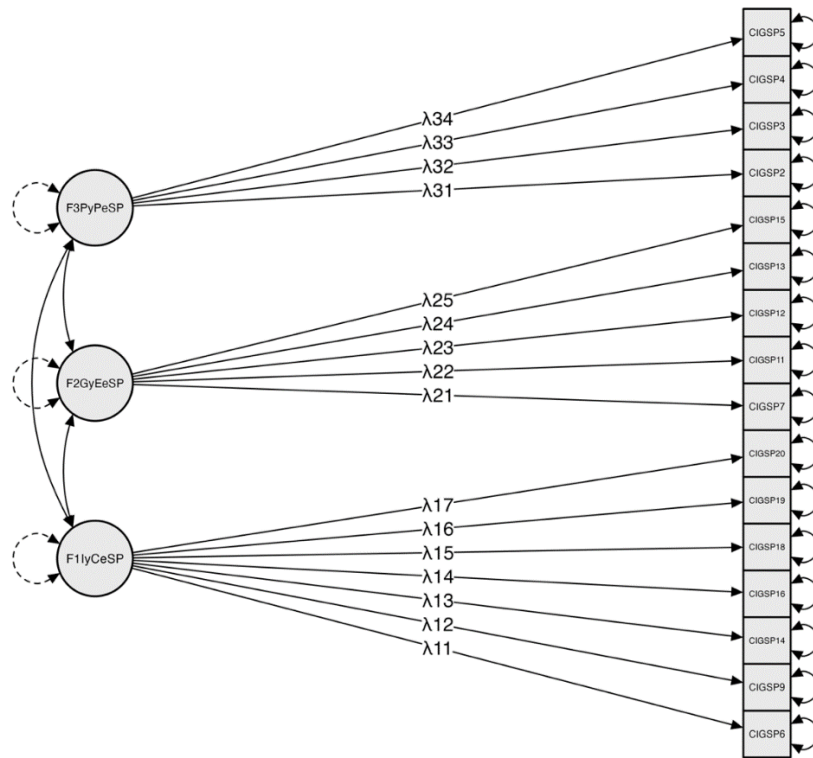 CIGSP5
CIGSP4
CIGSP3
CIGSP2
CIGSP15
CIGSP13
CIGSP12
CIGSP11
CIGSP7
CIGSP20
CIGSP19
CIGSP18
CIGSP16
CIGSP14
CIGSP9
CIGSP6
λ34
λ33
λ32
λ31
λ25
λ24
λ23
λ22
λ21
λ17
λ16
λ15
λ14
λ13
λ12
λ11
F3PyPeSP
F2GyEeSP
F1IyCeSP